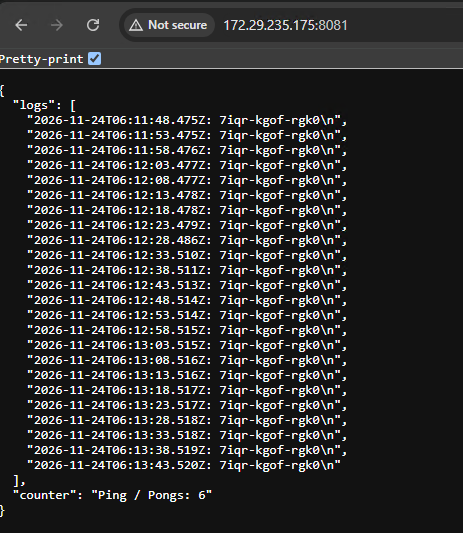 Not secure 172.29.235.175:8081
Pretty-print
{
"logs": [
"2026-11-24T06:11:48.475Z: 7iqr-kgof-rgk0\n",
"2026-11-24T06:11:53.475Z: 7iqr-kgof-rgk0\n",
"2026-11-24T06:11:58.476Z: 7iqr-kgof-rgk0\n",
"2026-11-24T06:12:03.477Z: 7iqr-kgof-rgk0\n",
"2026-11-24T06:12:08.477Z: 7iqr-kgof-rgk0\n",
"2026-11-24T06:12:13.478Z: 7iqr-kgof-rgk0\n",
"2026-11-24T06:12:18.478Z: 7iqr-kgof-rgk0\n",
"2026-11-24T06:12:23.479Z: 7iqr-kgof-rgk0\n",
"2026-11-24T06:12:28.486Z: 7iqr-kgof-rgk0\n",
"2026-11-24T06:12:33.510Z: 7iqr-kgof-rgk0\n",
"2026-11-24T06:12:38.511Z: 7iqr-kgof-rgk0\n",
"2026-11-24T06:12:43.513Z: 7iqr-kgof-rgk0\n",
"2026-11-24T06:12:48.514Z: 7iqr-kgof-rgk0\n",
"2026-11-24T06:12:53.514Z: 7iqr-kgof-rgk0\n",
"2026-11-24T06:12:58.515Z: 7iqr-kgof-rgk0\n",
"2026-11-24T06:13:03.515Z: 7iqr-kgof-rgk0\n",
"2026-11-24T06:13:08.516Z: 7iqr-kgof-rgk0\n",
"2026-11-24T06:13:13.516Z: 7iqr-kgof-rgk0\n",
"2026-11-24T06:13:18.517Z: 7iqr-kgof-rgk0\n",
"2026-11-24T06:13:23.517Z: 7iqr-kgof-rgk0\n",
"2026-11-24T06:13:28.518Z: 7iqr-kgof-rgk0\n",
"2026-11-24T06:13:33.518Z: 7iqr-kgof-rgk0\n",
"2026-11-24T06:13:38.519Z: 7iqr-kgof-rgk0\n",
"2026-11-24T06:13:43.520Z: 7iqr-kgof-rgk0\n"
],
"counter": "Ping / Pongs: 6"
}